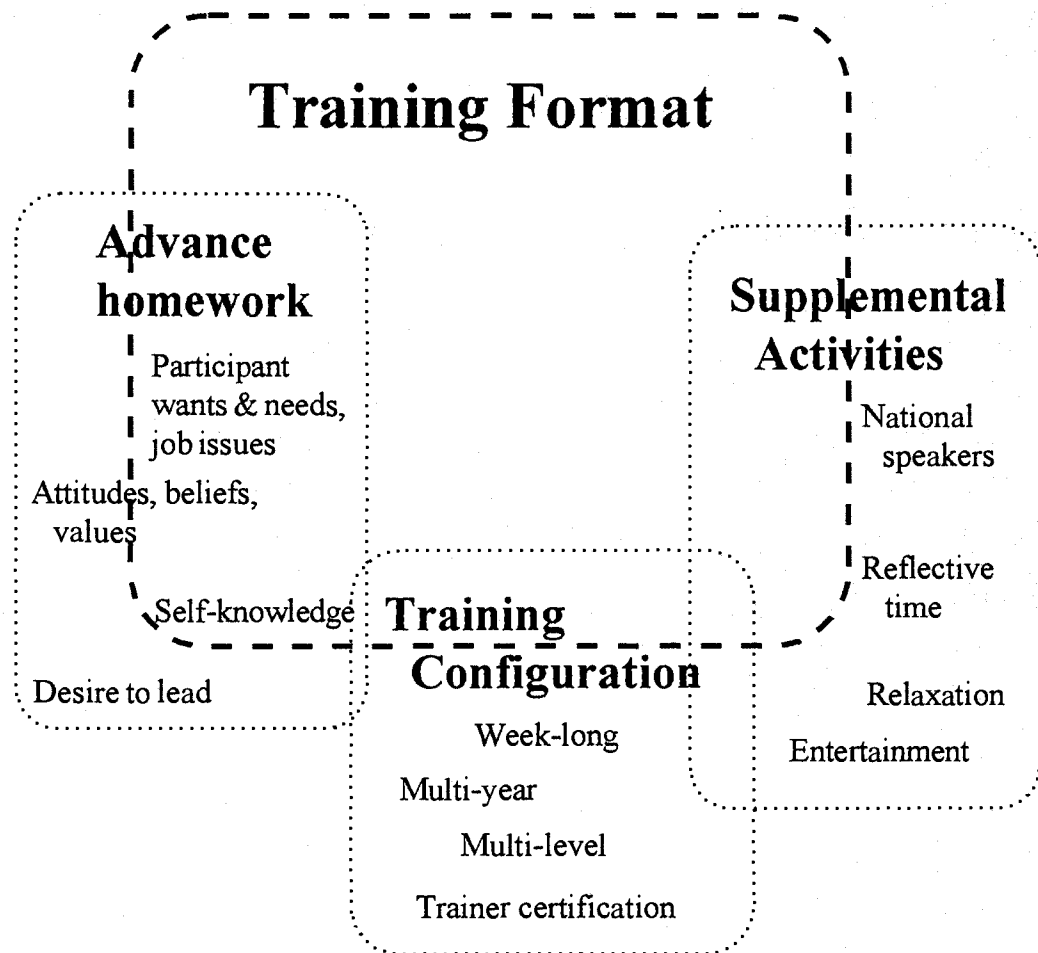 Training Format
Advance
homework
Participant
wants & needs,
job issues
Attitudes, beliefs,
values
Self-knowledge
Desire to lead
Training
Configuration
Week-long
Multi-year
Multi-level
Trainer certification
Supplemental
Activities
National
speakers
Reflective
time
Relaxation
Entertainment